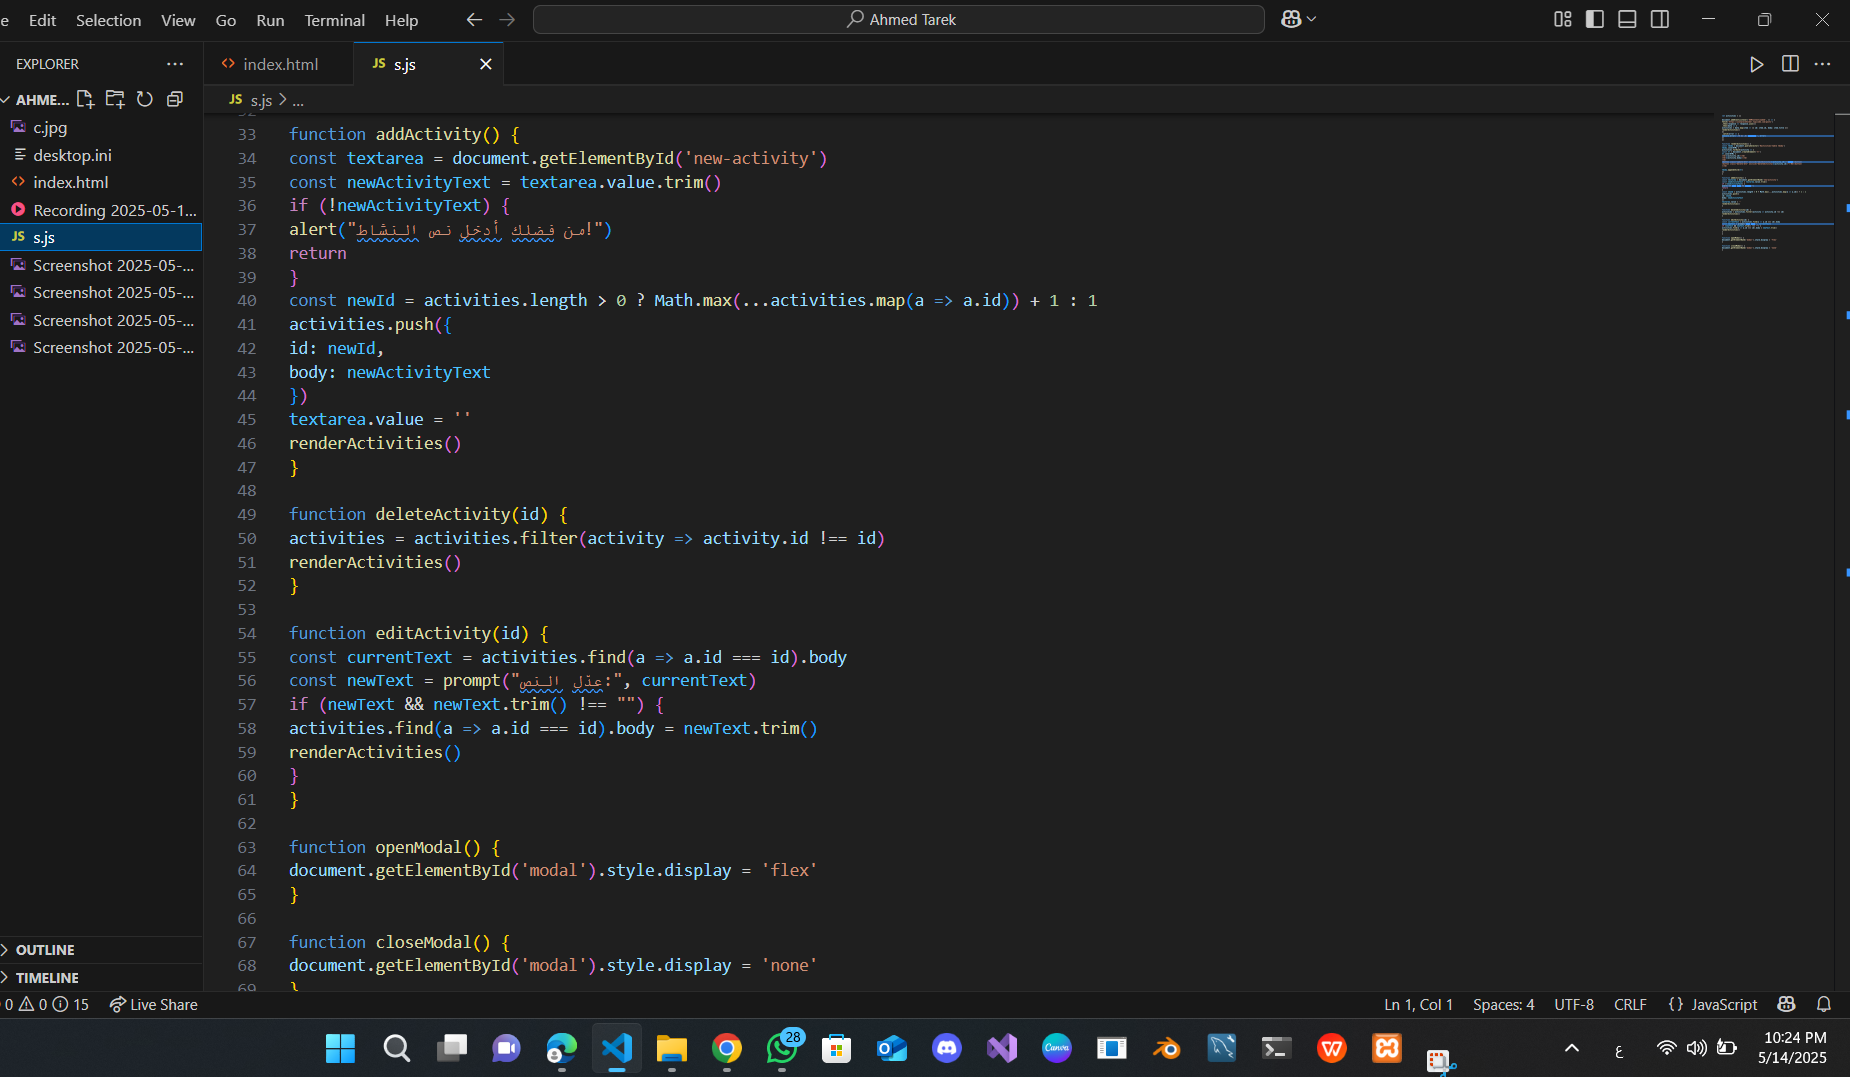 e Edit Selection View Go Run Terminal Help
Ahmed Tarek
EXPLORER
AHME...
c.jpg
desktop.ini
index.html
Recording 2025-05-1...
JS s.js
Screenshot 2025-05-...
Screenshot 2025-05-...
Screenshot 2025-05-...
Screenshot 2025-05-...
OUTLINE
TIMELINE
index.html
JS s.js
JS s.js > ...
32
33 function addActivity() {
34 const textarea = document.getElementById('new-activity')
35 const newActivityText = textarea.value.trim()
36 if (!newActivityText) {
37 alert("من فضلك أدخل نص النشاط!")
38 return
39 }
40 const newId = activities.length > 0 ? Math.max(...activities.map(a => a.id)) + 1 : 1
41 activities.push({
42 id: newId,
43 body: newActivityText
44 })
45 textarea.value = ''
46 renderActivities()
47 }
48
49 function deleteActivity(id) {
50 activities = activities.filter(activity => activity.id !== id)
51 renderActivities()
52 }
53
54 function editActivity(id) {
55 const currentText = activities.find(a => a.id === id).body
56 const newText = prompt("عدّل النص:", currentText)
57 if (newText && newText.trim() !== "") {
58 activities.find(a => a.id === id).body = newText.trim()
59 renderActivities()
60 }
61 }
62
63 function openModal() {
64 document.getElementById('modal').style.display = 'flex'
65 }
66
67 function closeModal() {
68 document.getElementById('modal').style.display = 'none'
69 }
0 0 15 Live Share
Ln 1, Col 1 Spaces: 4 UTF-8 CRLF {} JavaScript
28
Canva
ع
10:24 PM
5/14/2025